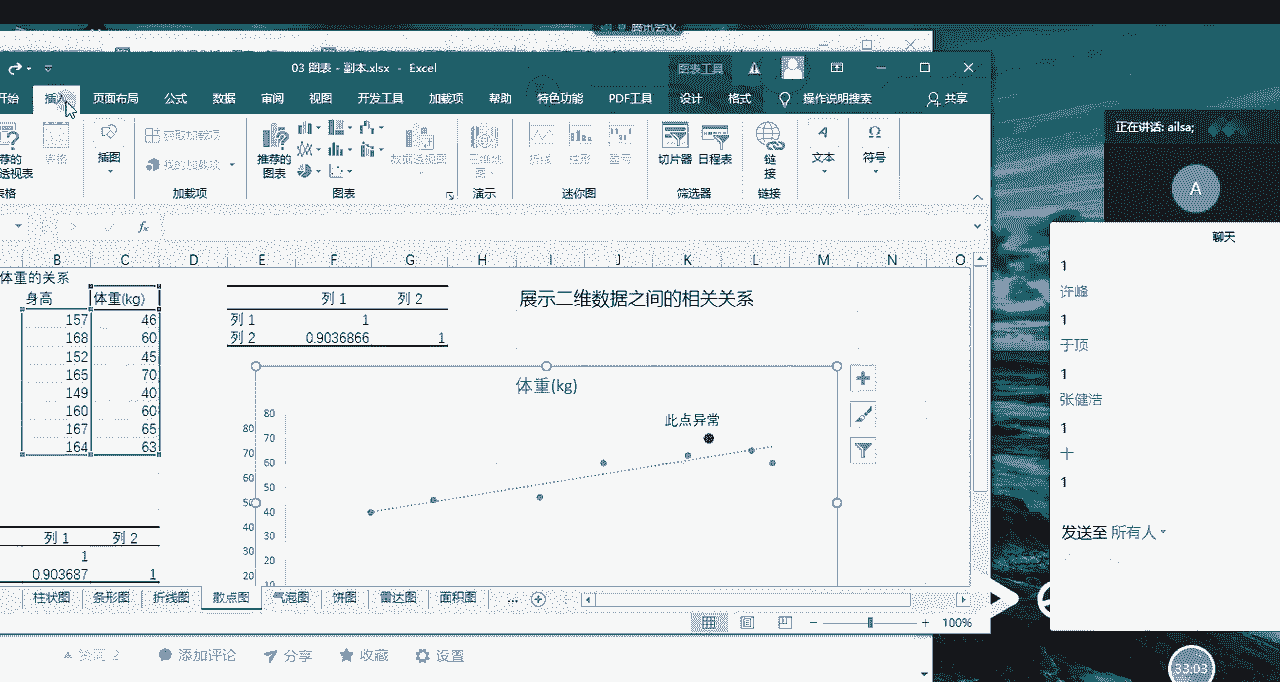 腾讯会议
03 图表 - 副本.xlsx - Excel
图表工具
开始 插入 页面布局 公式 数据 审阅 视图 开发工具 加载项 帮助 特色功能 PDF工具 设计 格式 操作说明搜索 共享
荐的
透视表
表格
插图
获取加载项
我的加载项
加载项
推荐的
图表
数据透视图
图表
三维地
图
演示
折线 柱形 盈亏
迷你图
切片器 日程表
筛选器
链
接
链接
文本
符号
fx
B C D E F G H I J K L M N O
体重的关系
身高 体重(kg)
157 46
168 60
152 45
165 70
149 40
160 60
167 65
164 63
列 1 列 2
列 1 1
列 2 0.9036866 1
展示二维数据之间的相关关系
体重(kg)
此点异常
80
70
60
50
40
30
20
10
80
70
60
50
40
30
20
列 1 列 2
1
0.903687 1
柱状图 条形图 折线图 散点图 气泡图 饼图 雷达图 面积图 ...
100%
添加评论 分享 收藏 设置
正在讲话: ailsa;
A
聊天
1
许峰
1
于顶
1
张健洁
1
十
1
发送至 所有人
33:03